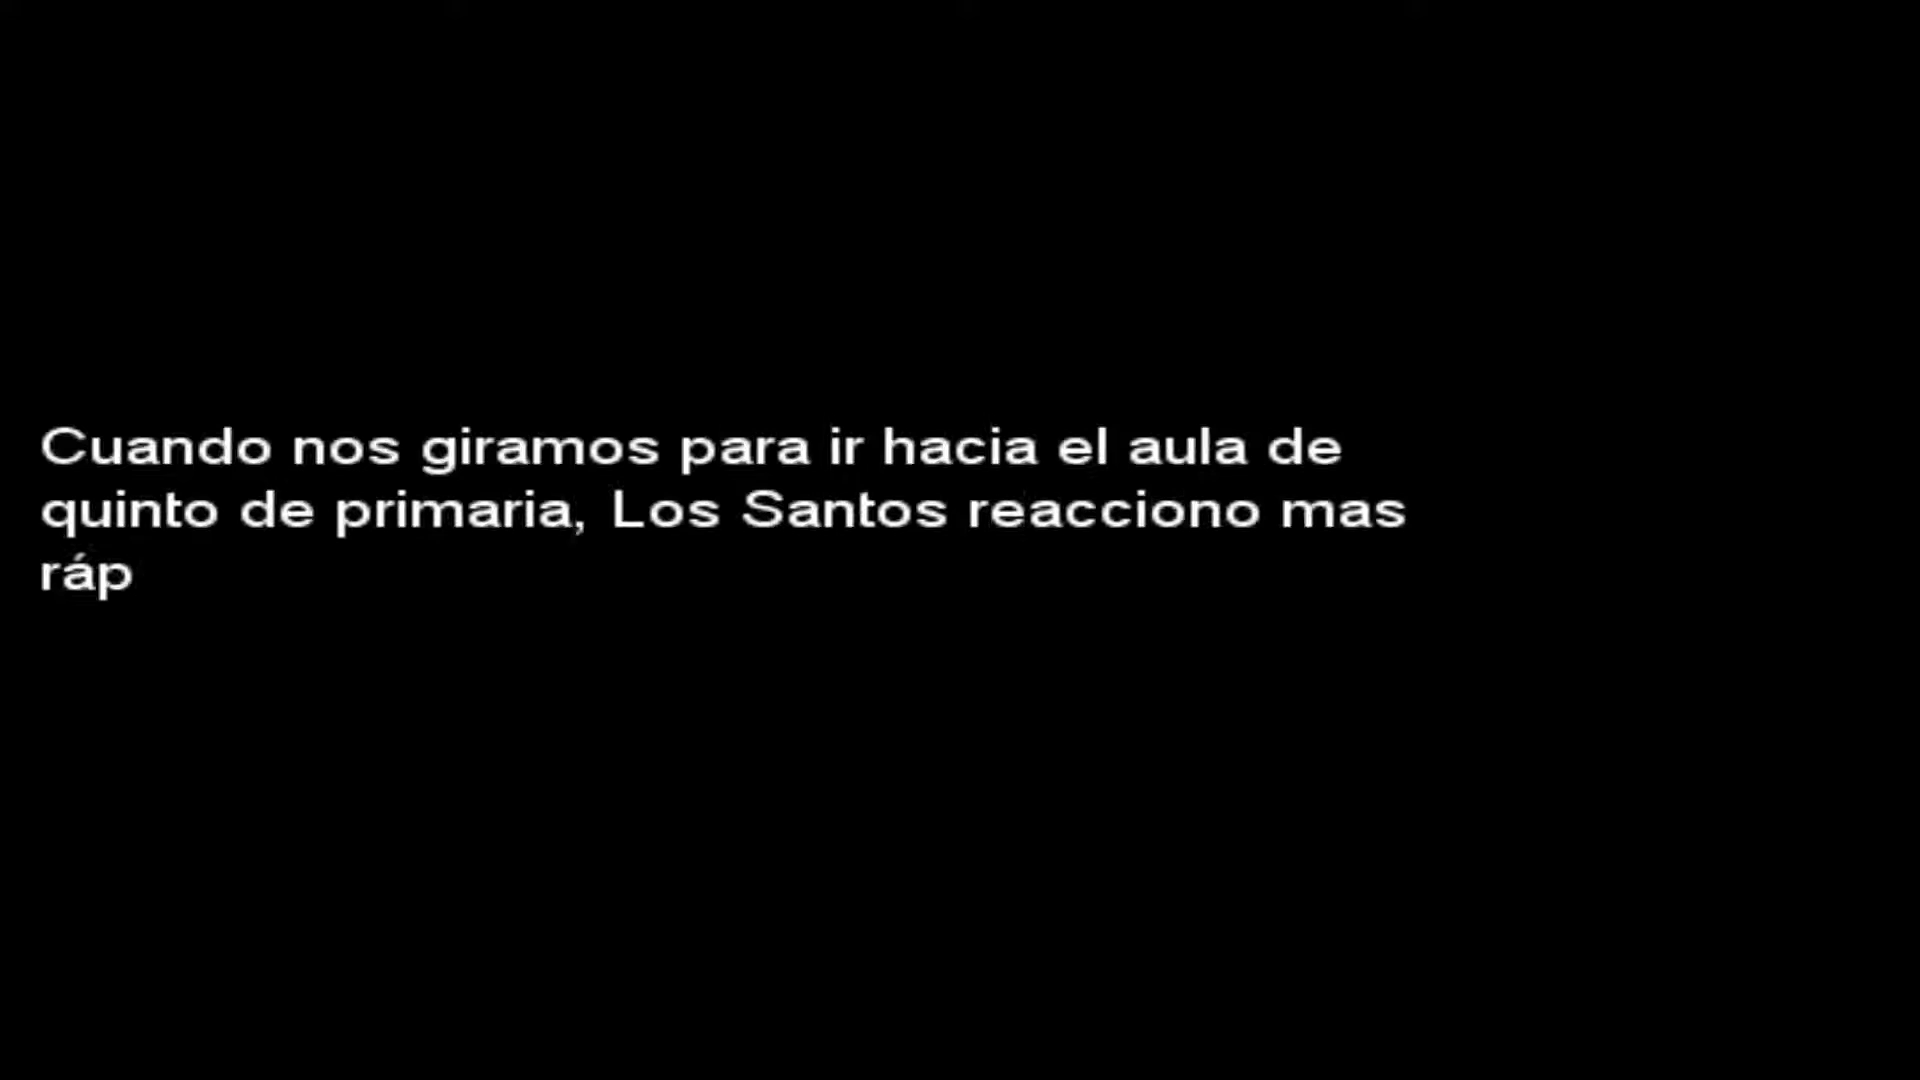 Cuando nos giramos para ir hacia el aula de
quinto de primaria, Los Santos reacciono mas
ráp